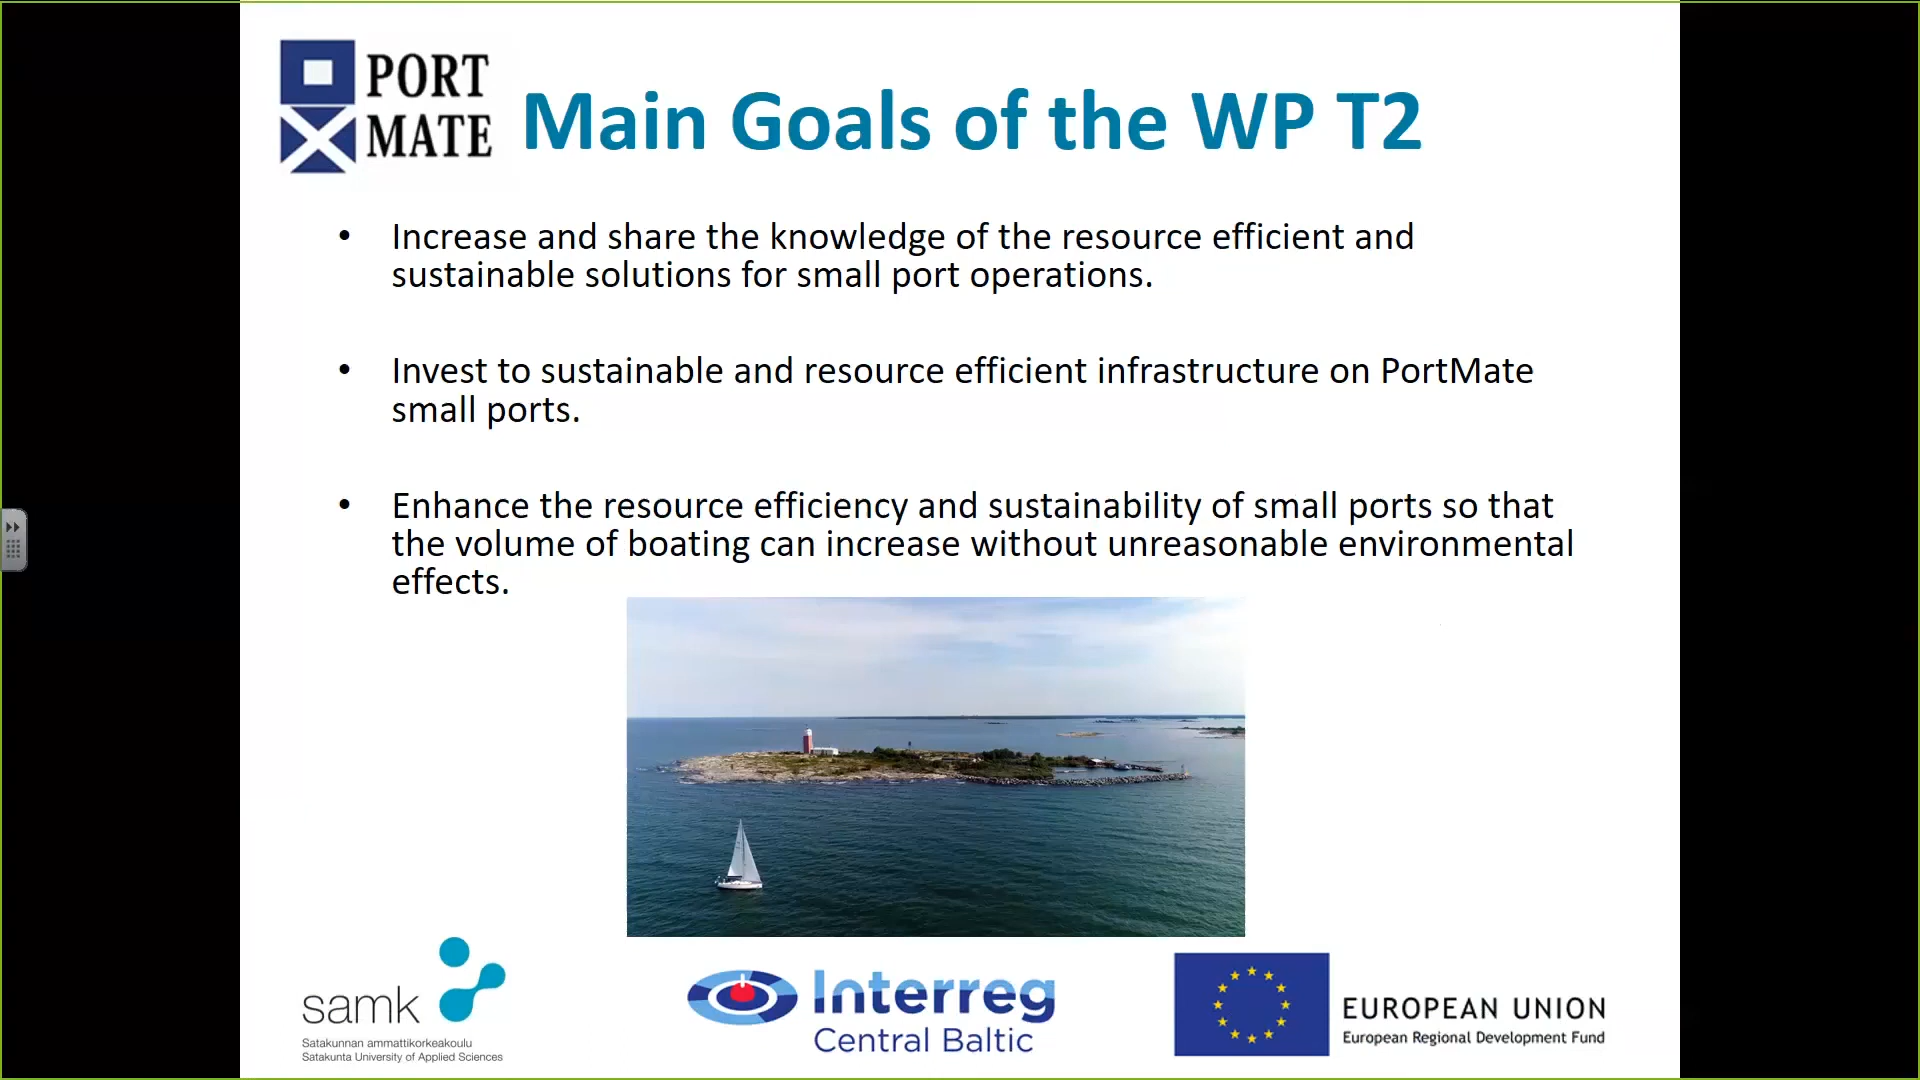 PORT
MATE
Main Goals of the WP T2
• Increase and share the knowledge of the resource efficient and
sustainable solutions for small port operations.
• Invest to sustainable and resource efficient infrastructure on PortMate
small ports.
• Enhance the resource efficiency and sustainability of small ports so that
the volume of boating can increase without unreasonable environmental
effects.
samk
Satakunnan ammattikorkeakoulu
Satakunta University of Applied Sciences
Interreg
Central Baltic
EUROPEAN UNION
European Regional Development Fund